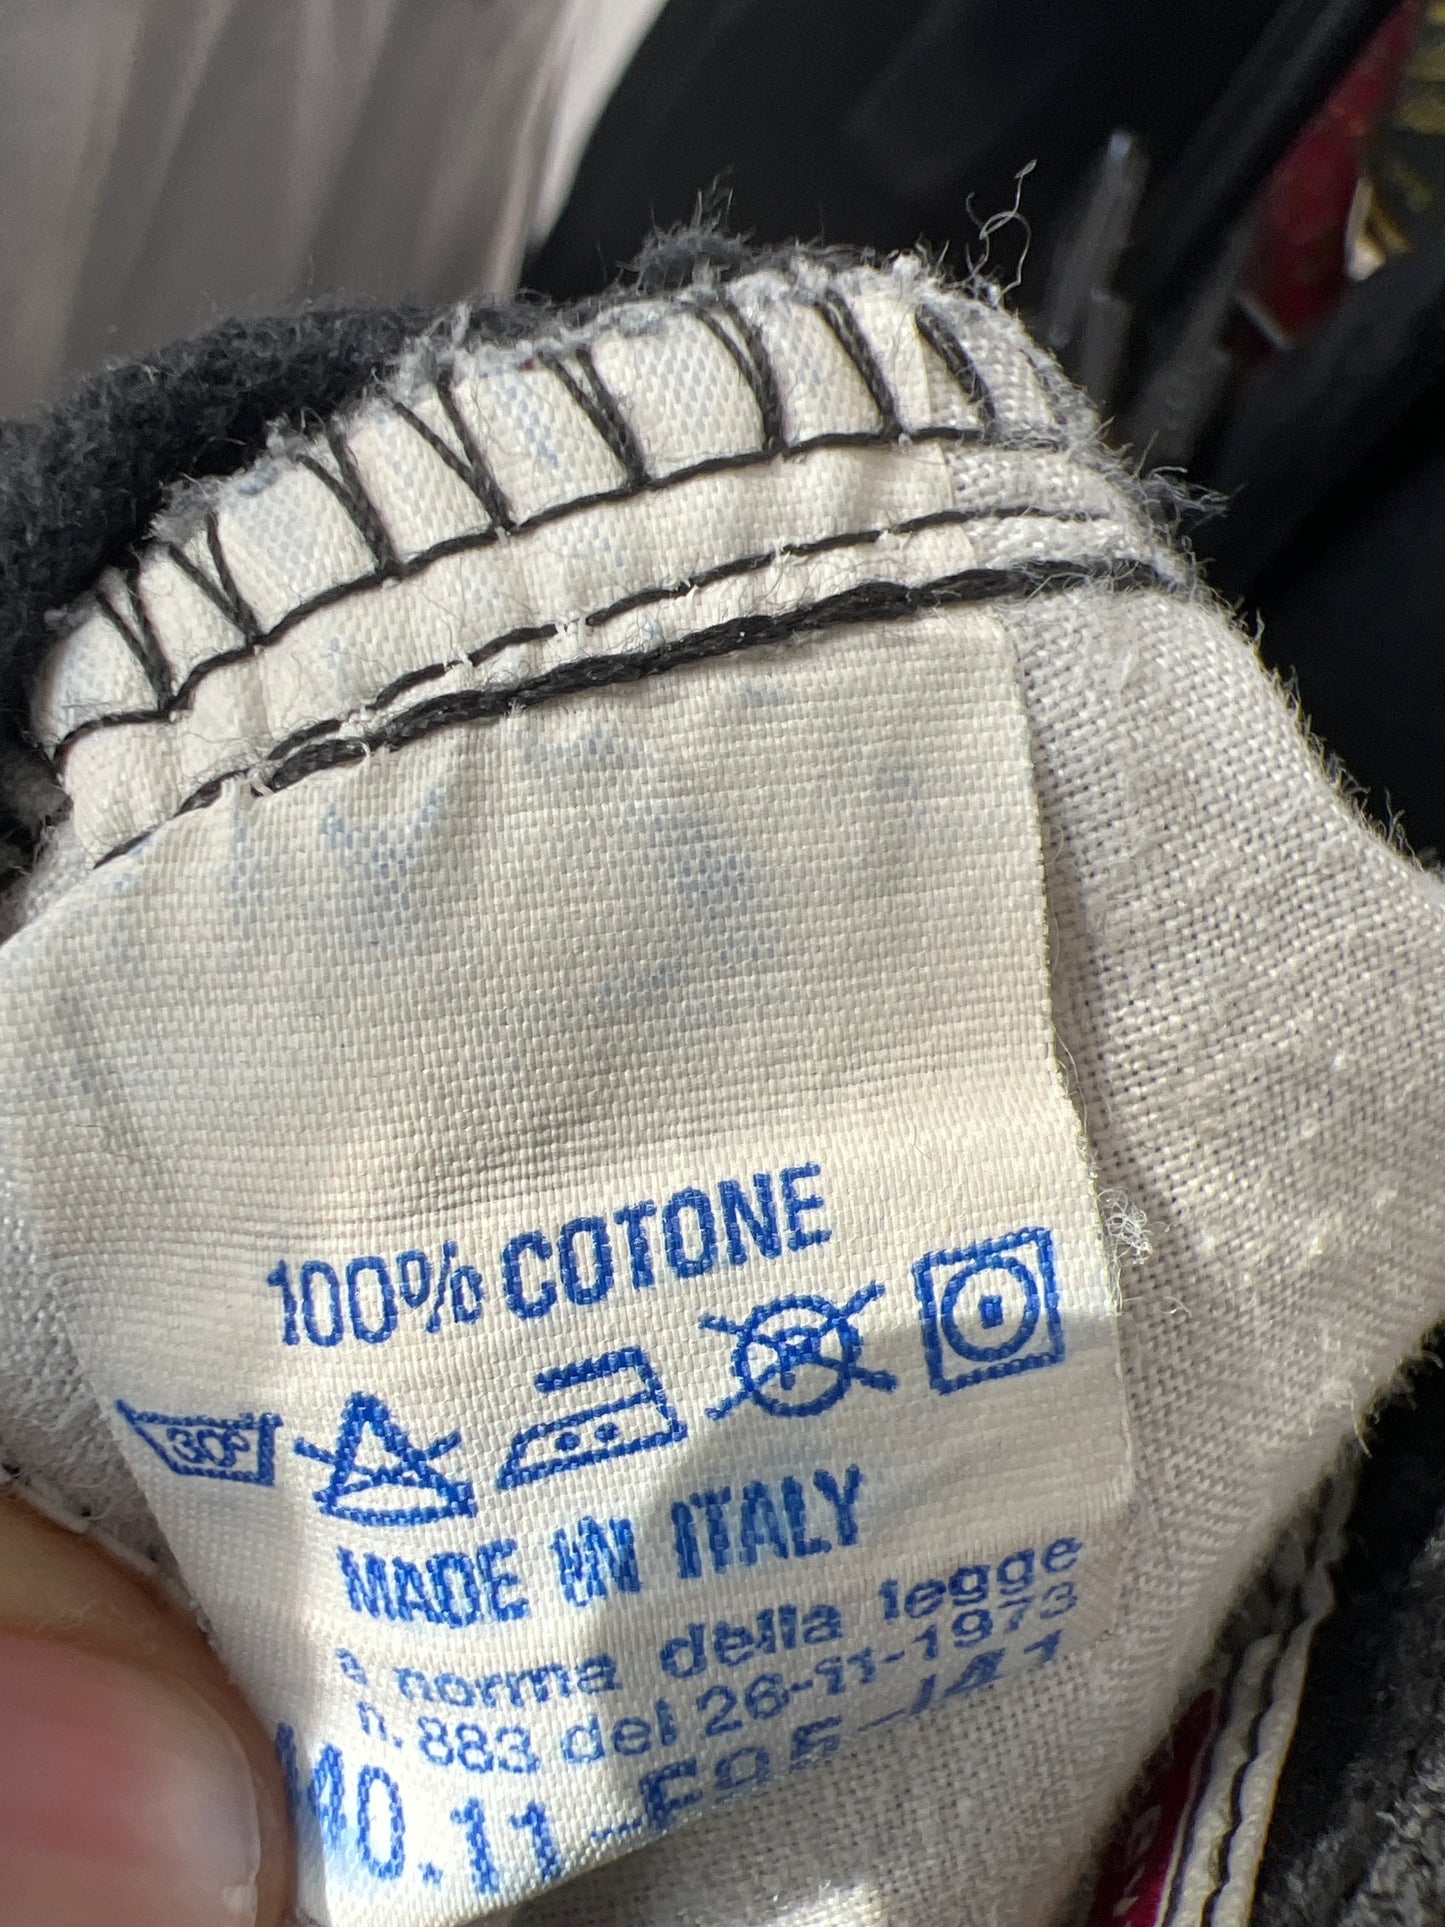 100% COTONE
30° P
MADE IN ITALY
a norma della legge
n. 883 del 26-11-1973